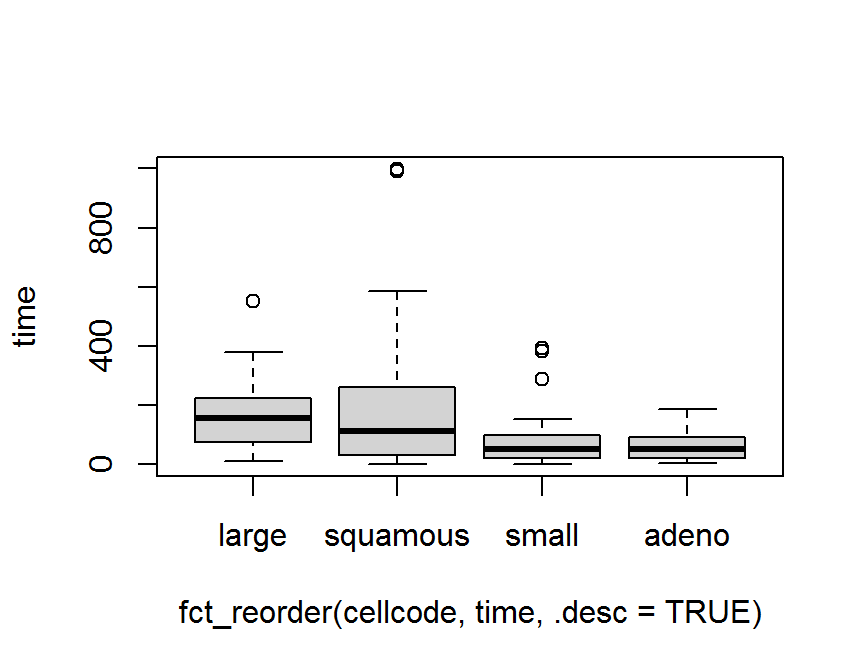 time
800
400
0
large squamous small adeno
fct_reorder(cellcode, time, .desc = TRUE)